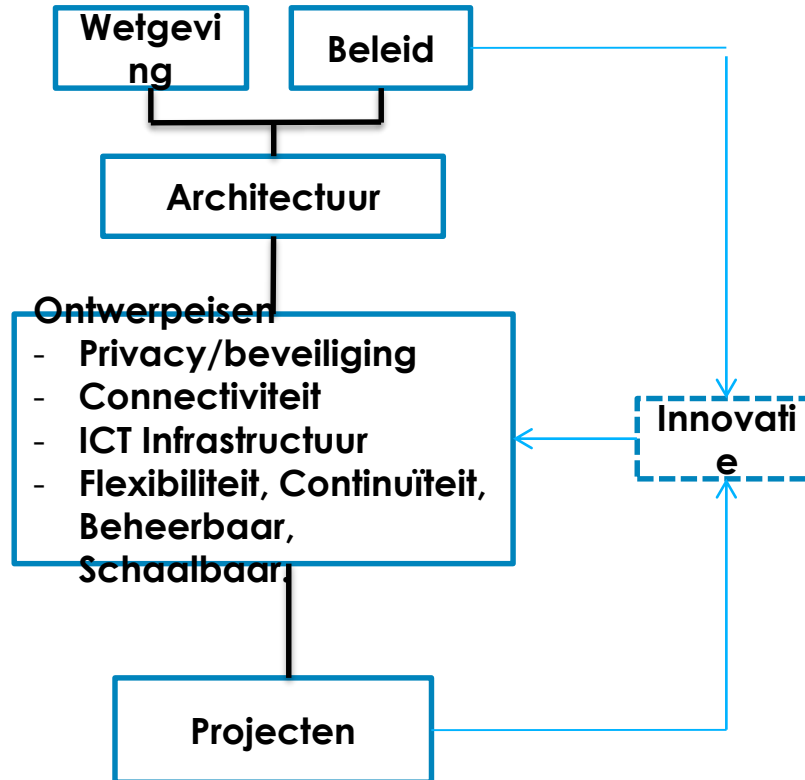 Wetgevi
ng
Beleid
Architectuur
Ontwerpeisen
- Privacy/beveiliging
- Connectiviteit
- ICT Infrastructuur
- Flexibiliteit, Continuïteit,
Beheerbaar,
Schaalbaar.
Innovati
e
Projecten